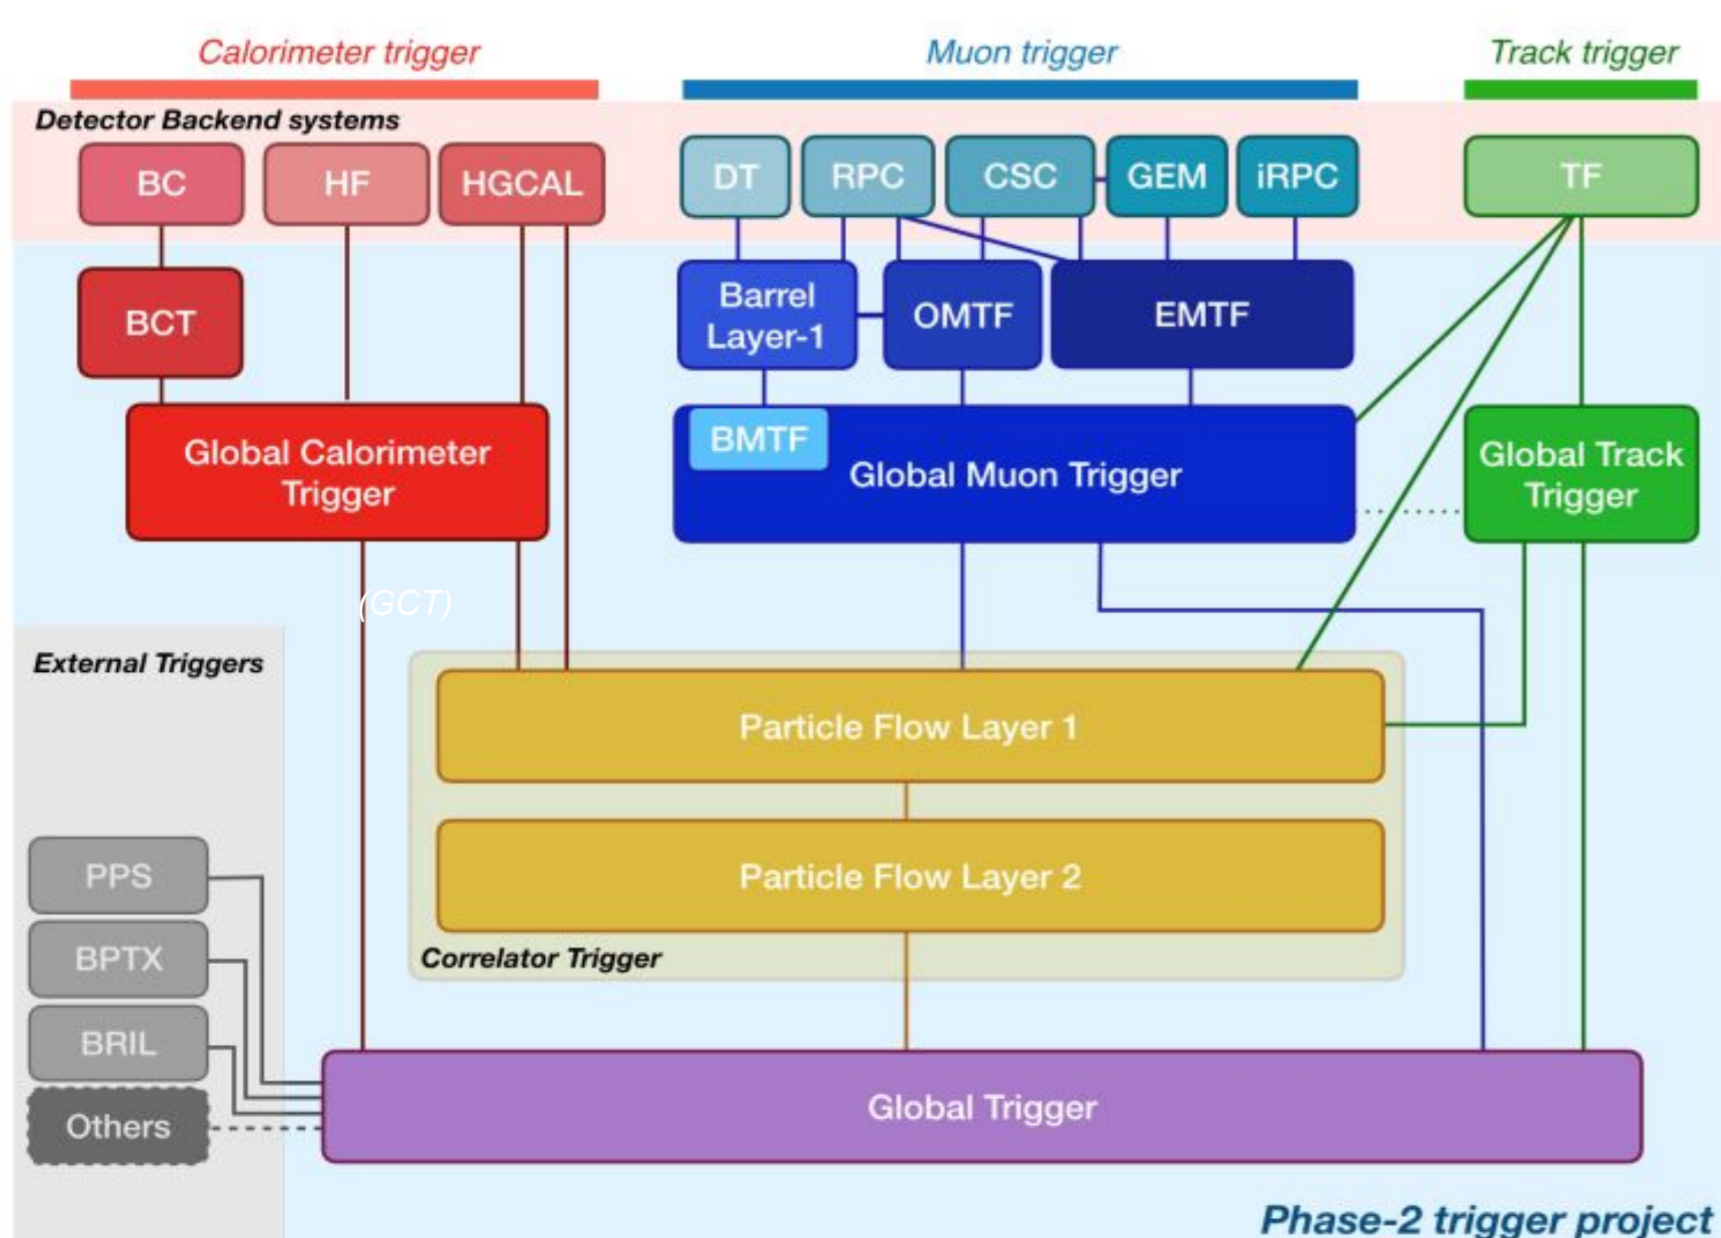 Calorimeter trigger
Muon trigger
Track trigger
Detector Backend systems
BC
HF
HGCAL
DT
RPC
CSC
GEM
iRPC
TF
BCT
Barrel
Layer-1
OMTF
EMTF
Global Calorimeter
Trigger
BMTF
Global Muon Trigger
Global Track
Trigger
(GCT)
External Triggers
Particle Flow Layer 1
Particle Flow Layer 2
Correlator Trigger
PPS
BPTX
BRIL
Others
Global Trigger
Phase-2 trigger project